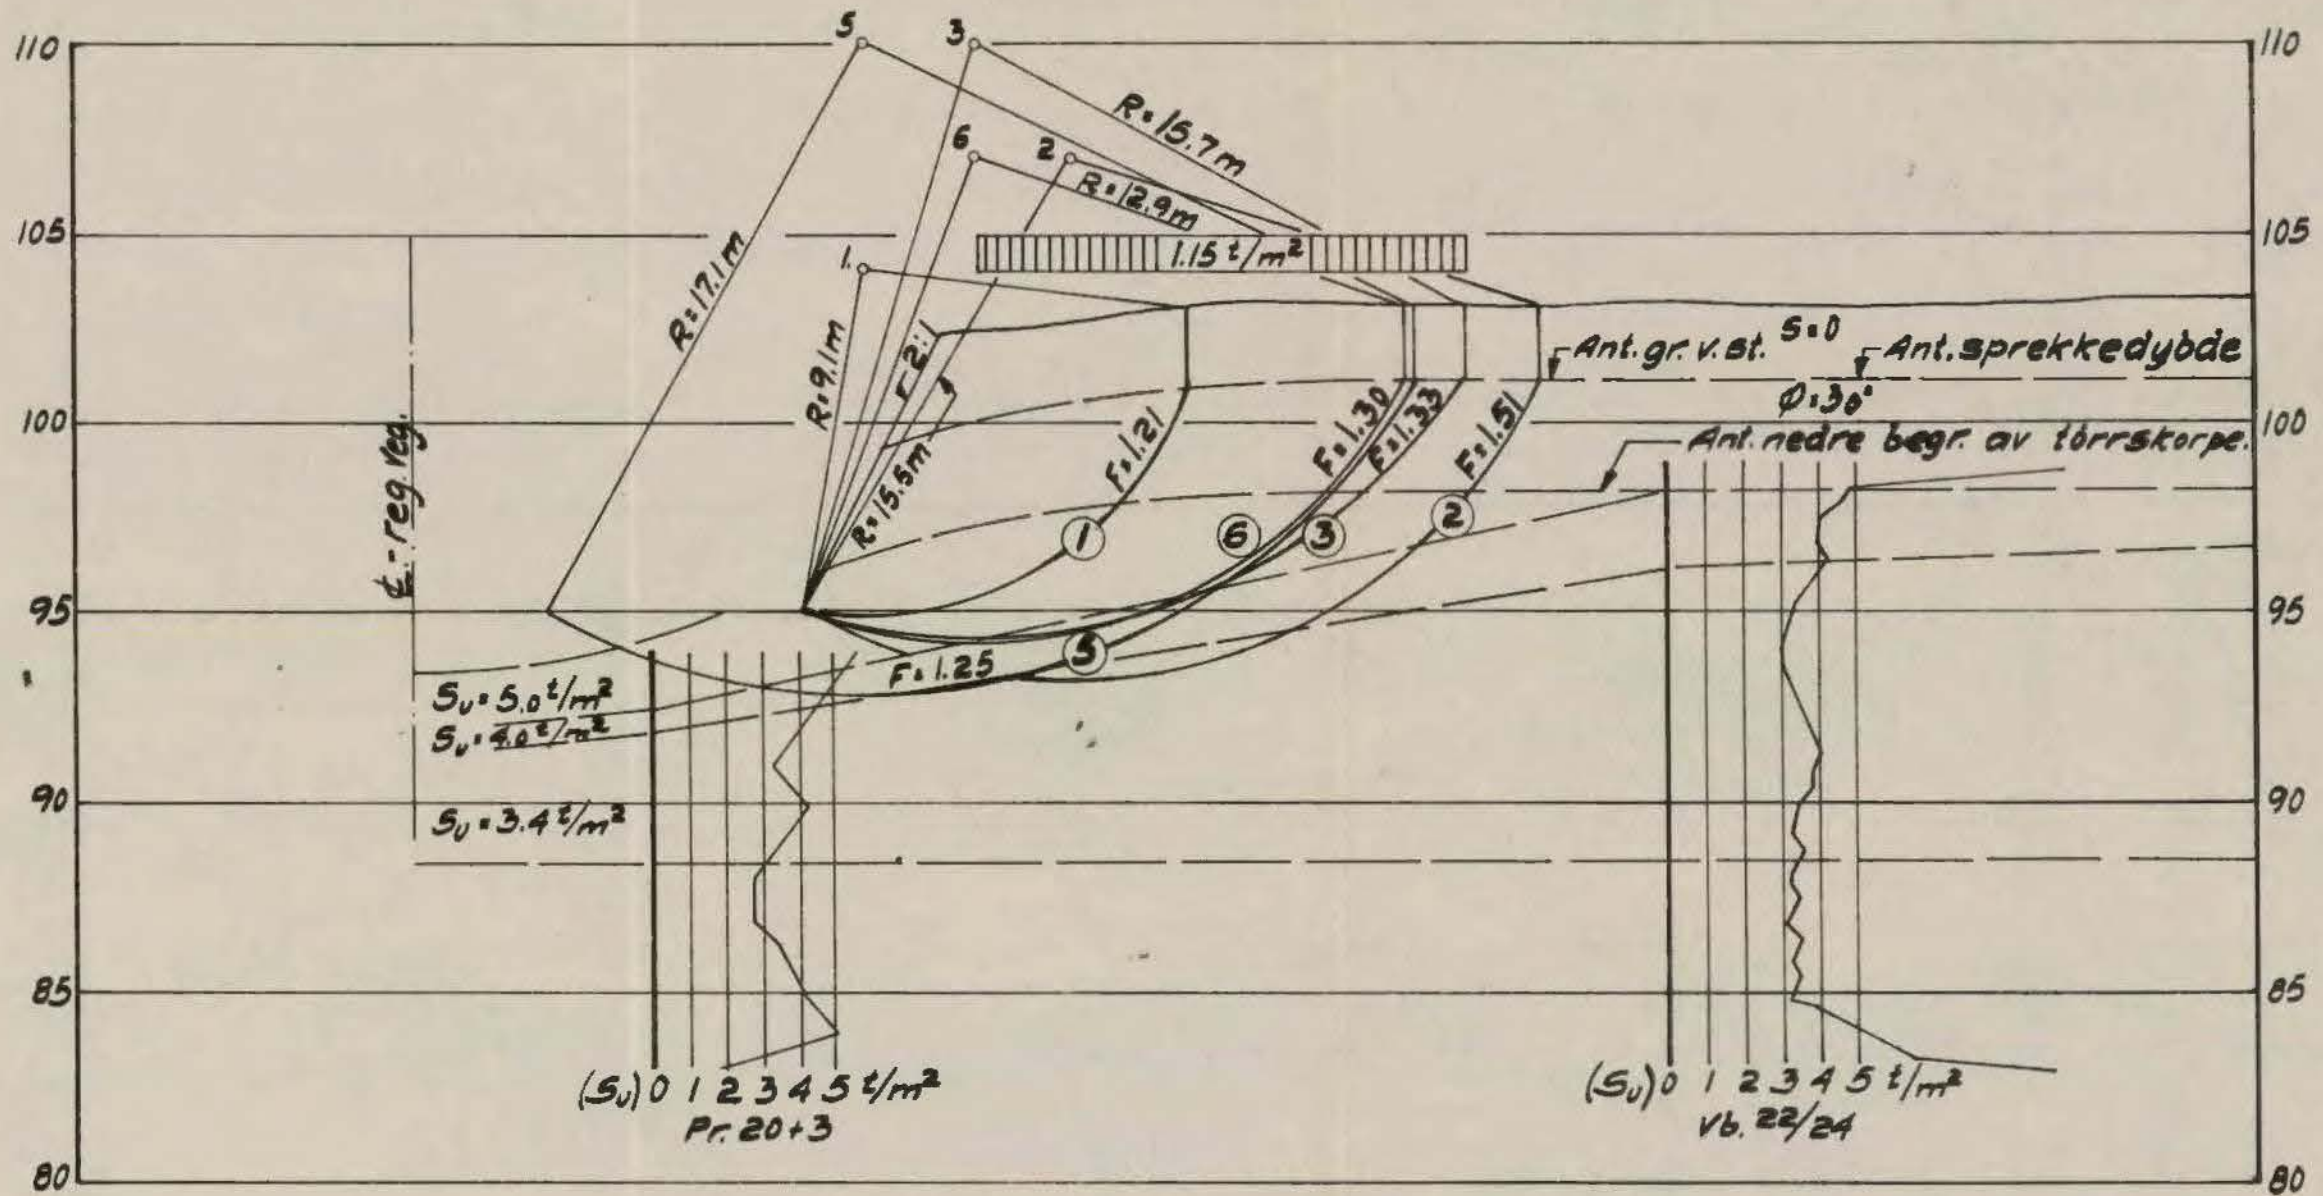 5 3
110 110
R=15.7m
6 2
R=12.9m
105 105
1.15 t/m²
1.
R=17.1m
R=9.1m
2:1
Ant. gr. v. st. S=0 Ant. sprekkedybde
Ø=30°
100 100
Ant. nedre begr. av törrskorpe.
reg. veg.
R=15.5m
F=1.21
F=1.30
F=1.33
F=1.51
1 6 3 2
95 95
5
F=1.25
Su=5.0 t/m²
Su=4.0 t/m²
90 90
Su=3.4 t/m²
85 85
(Su) 0 1 2 3 4 5 t/m²
Pr. 20+3
(Su) 0 1 2 3 4 5 t/m²
Vb. 22/24
80 80